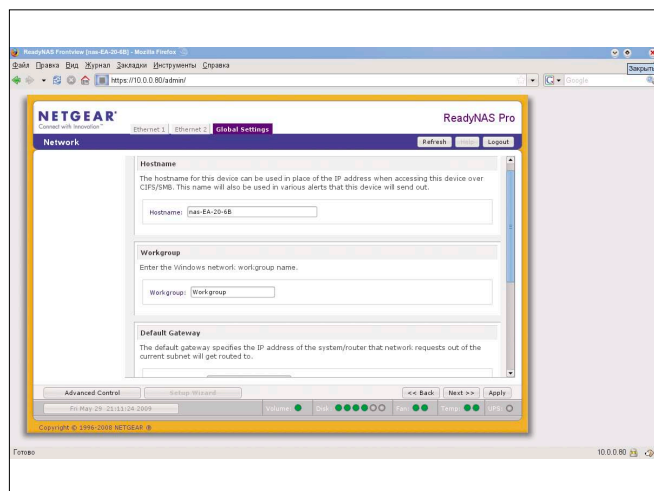 ReadyNAS Frontview [nas-EA-20-6B] - Mozilla Firefox
Файл Правка Вид Журнал Закладки Инструменты Справка
Закрыть
https://10.0.0.80/admin/
Google
NETGEAR
Connect with Innovation
Ethernet 1 Ethernet 2 Global Settings
ReadyNAS Pro
Network
Refresh Help Logout
Hostname
The hostname for this device can be used in place of the IP address when accessing this device over
CIFS/SMB. This name will also be used in various alerts that this device will send out.
Hostname: nas-EA-20-6B
Workgroup
Enter the Windows network workgroup name.
Workgroup: Workgroup
Default Gateway
The default gateway specifies the IP address of the system/router that network requests out of the
current subnet will get routed to.
Advanced Control Setup Wizard << Back Next >> Apply
Fri May 29 21:11:24 2009 Volume: Disk: Fan: Temp: UPS:
Copyright © 1996-2008 NETGEAR ®
Готово 10.0.0.80